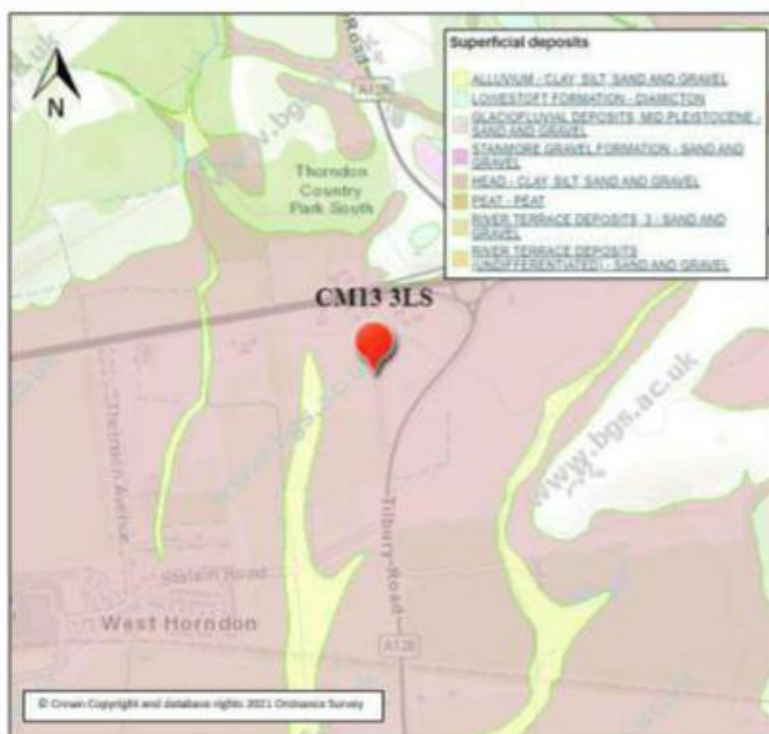 Road
A128
Superficial deposits
ALLUVIUM - CLAY, SILT, SAND AND GRAVEL
LOWESTOFT FORMATION - DIAMICTON
GLACIOFLUVIAL DEPOSITS, MID PLEISTOCENE -
SAND AND GRAVEL
STANMORE GRAVEL FORMATION - SAND AND
GRAVEL
HEAD - CLAY, SILT, SAND AND GRAVEL
PEAT - PEAT
RIVER TERRACE DEPOSITS, 3 - SAND AND
GRAVEL
RIVER TERRACE DEPOSITS
(UNDIFFERENTIATED) - SAND AND GRAVEL
N
www.bgs.ac.uk
Thorndon
Country
Park South
CM13 3LS
www.bgs.ac.uk
www.bgs.ac.uk
Avenue
Tilbury Road
Station Road
West Horndon
A128
© Crown Copyright and database rights 2021 Ordnance Survey